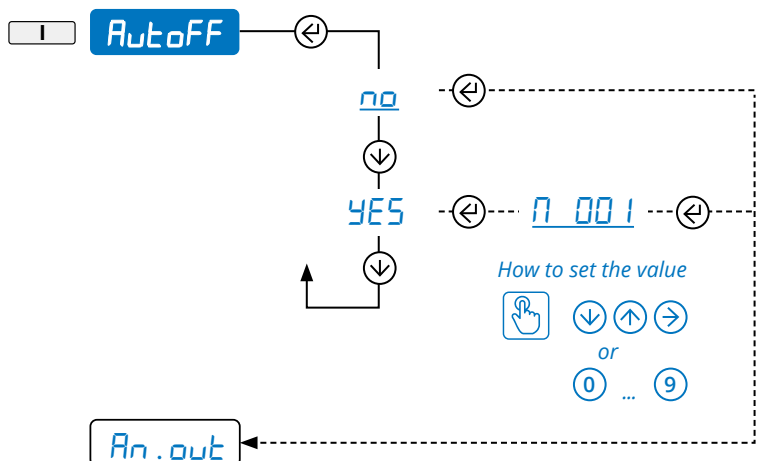 I
AutoFF
no
YES
M 001
How to set the value
or
0 ... 9
An.out